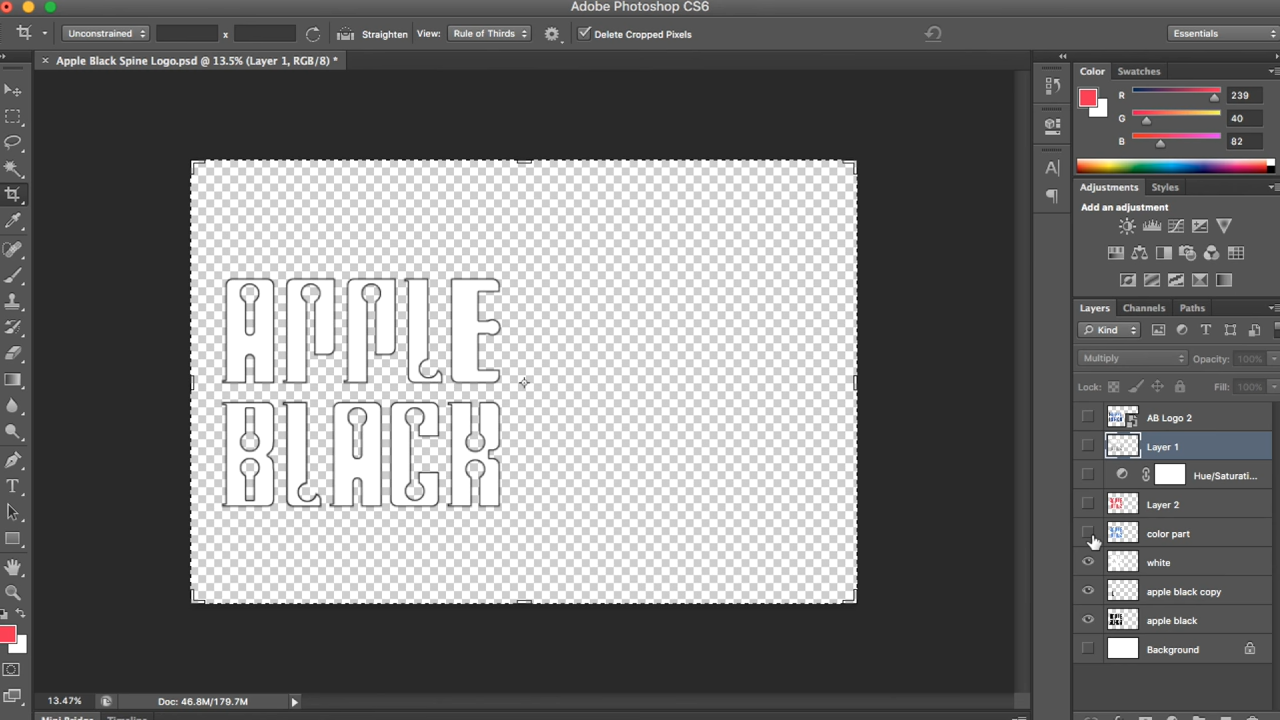 Adobe Photoshop CS6
Unconstrained x Straighten View: Rule of Thirds Delete Cropped Pixels Essentials
× Apple Black Spine Logo.psd @ 13.5% (Layer 1, RGB/8) *
Color Swatches
R 239
G 40
B 82
Adjustments Styles
Add an adjustment
Layers Channels Paths
Kind
Multiply Opacity: 100%
Lock: Fill: 100%
AB Logo 2
Layer 1
Hue/Saturati...
Layer 2
color part
white
apple black copy
apple black
Background
APPLE
BLACK
13.47% Doc: 46.8M/179.7M
Mini Bridge Timeline